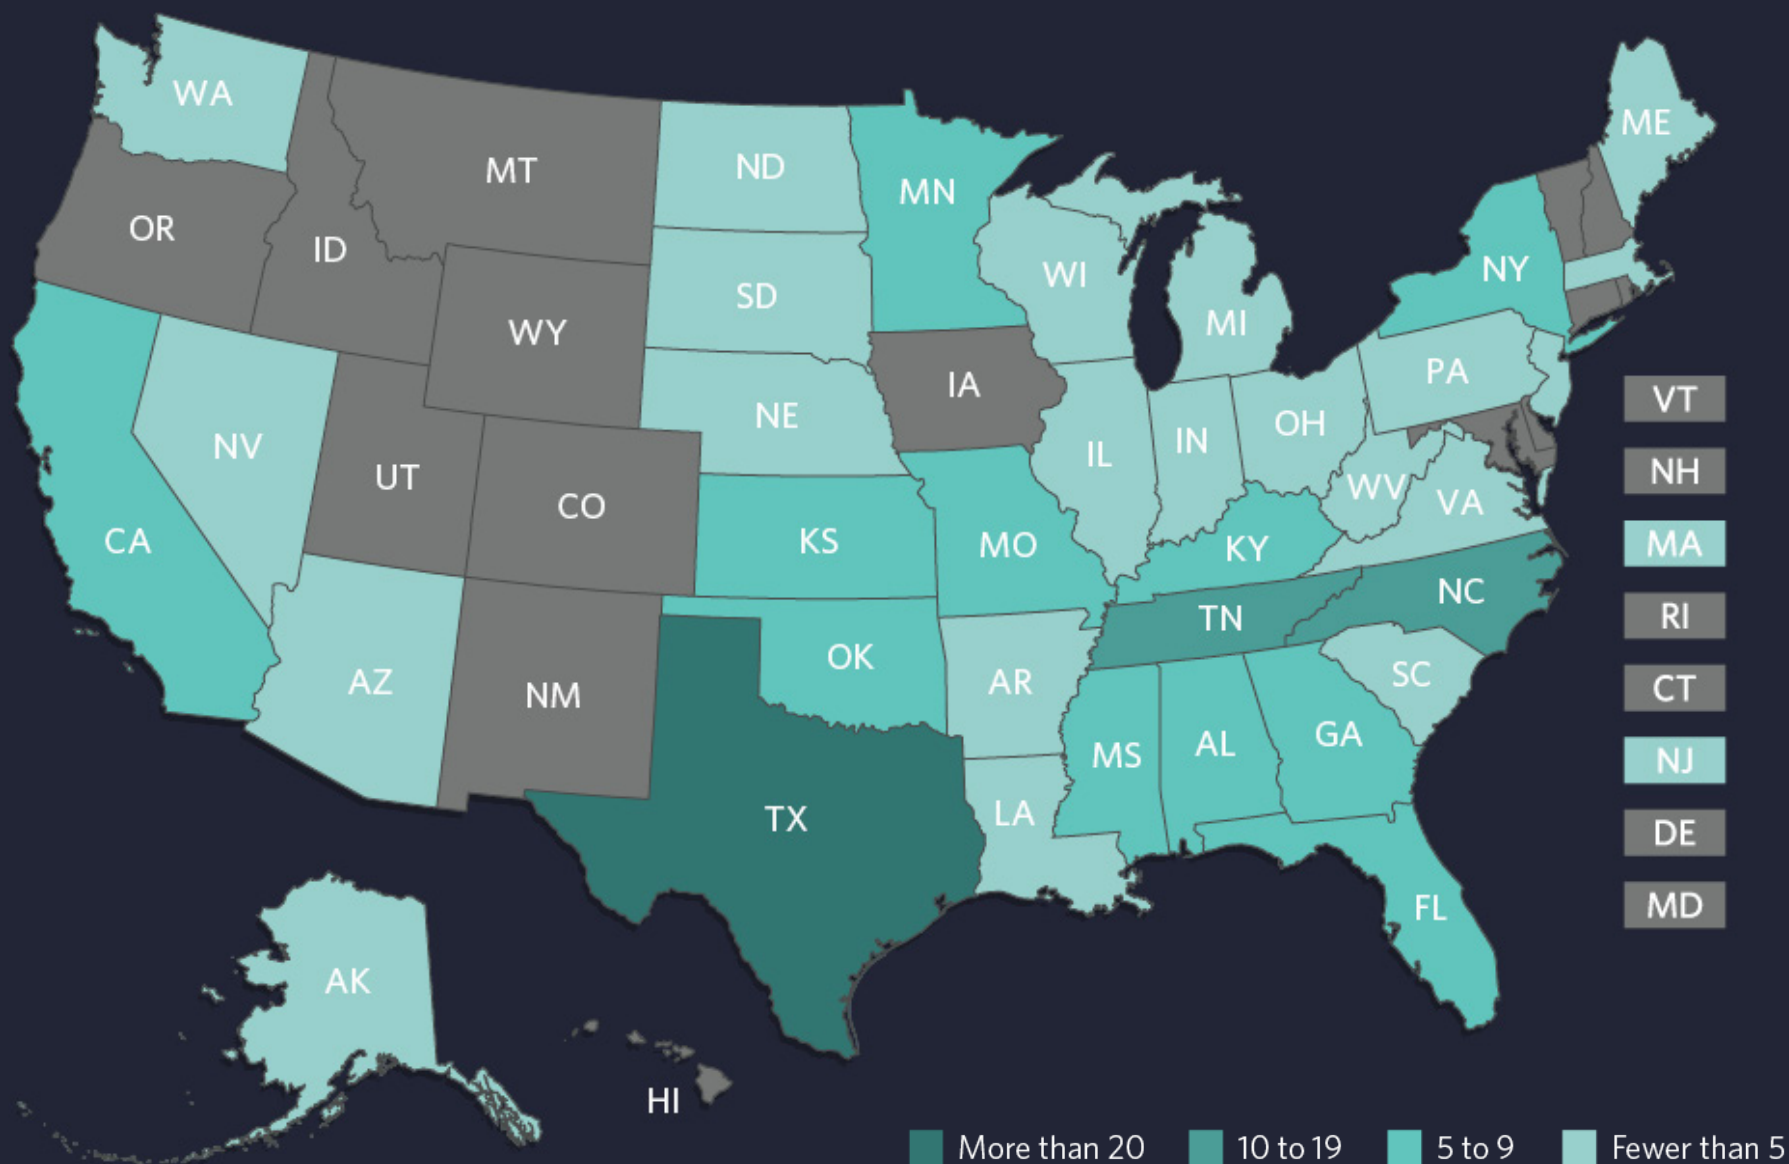 WA
ME
MT
ND
MN
OR
ID
WI
NY
SD
MI
WY
PA
IA
VT
NE
OH
NV
IN
IL
NH
UT
WV
VA
CO
CA
KS
MO
KY
MA
NC
TN
RI
OK
SC
AZ
AR
NM
CT
GA
AL
MS
NJ
LA
TX
DE
FL
MD
AK
HI
More than 20
10 to 19
5 to 9
Fewer than 5